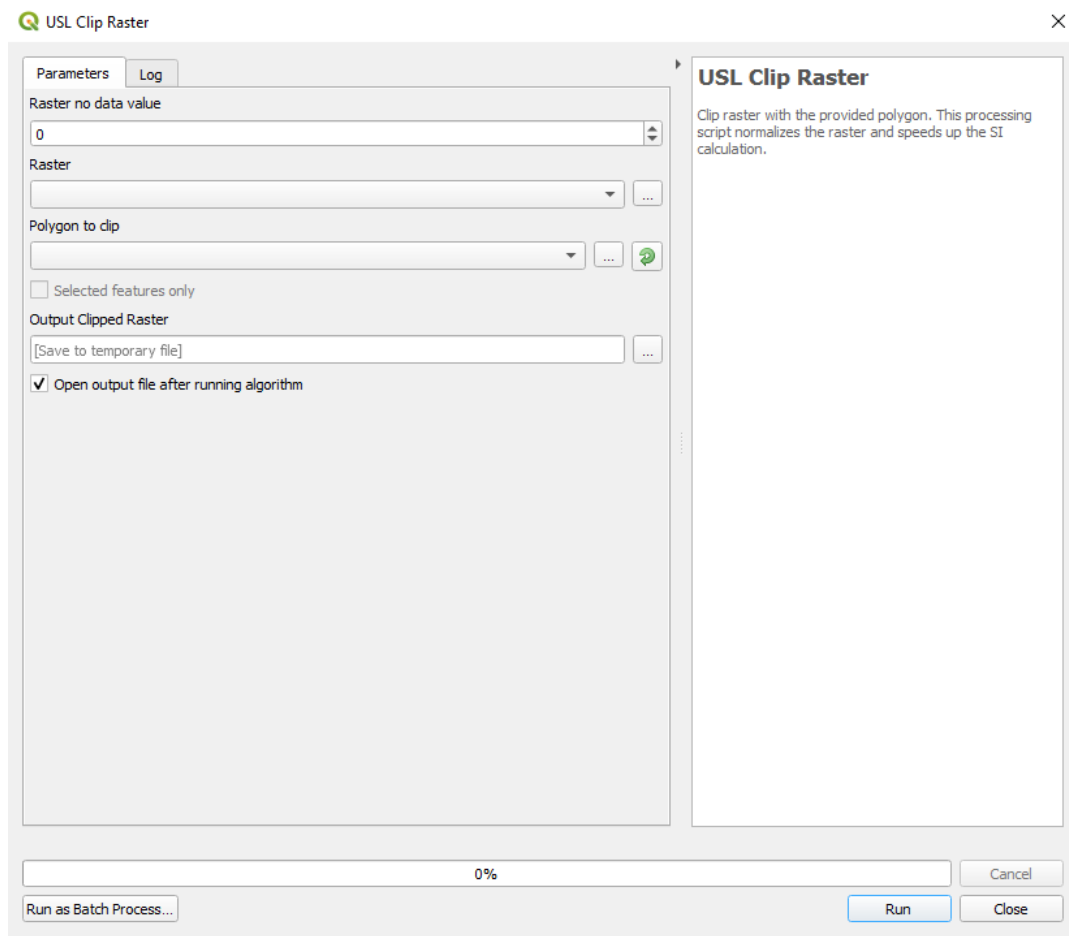 USL Clip Raster
Parameters
Log
Raster no data value
0
Raster
...
Polygon to clip
...
Selected features only
Output Clipped Raster
[Save to temporary file]
...
Open output file after running algorithm
USL Clip Raster
Clip raster with the provided polygon. This processing
script normalizes the raster and speeds up the SI
calculation.
0%
Cancel
Run as Batch Process...
Run
Close